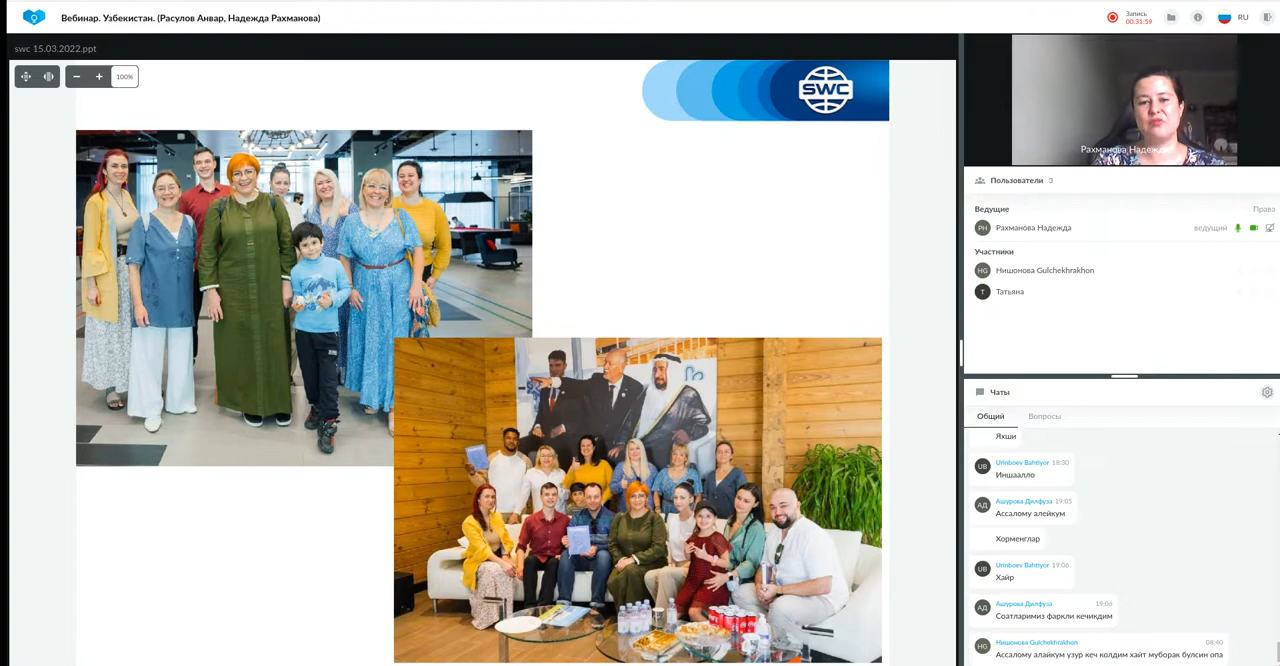 Вебинар. Узбекистан. (Расулов Анвар, Надежда Рахманова)
Запись
00:31:59
RU
swc 15.03.2022.ppt
100%
SWC
Рахманова Надежда
Пользователи 3
Ведущие
Права
РН
Рахманова Надежда
ведущий
Участники
HG
Нишонова Gulchekhrakhon
Т
Татьяна
Чаты
Общий
Вопросы
Яхши
UB
Urinboev Bahtiyor 18:30
Иншаалло
АД
Ашурова Дилфуза 19:05
Ассалому алейкум
Хорменглар
UB
Urinboev Bahtiyor 19:06
Хайр
АД
Ашурова Дилфуза 19:06
Соатларимиз фаркли кечикдим
HG
Нишонова Gulchekhrakhon 08:40
Ассалому алайкум узур кеч колдим хайт муборак булсин опа